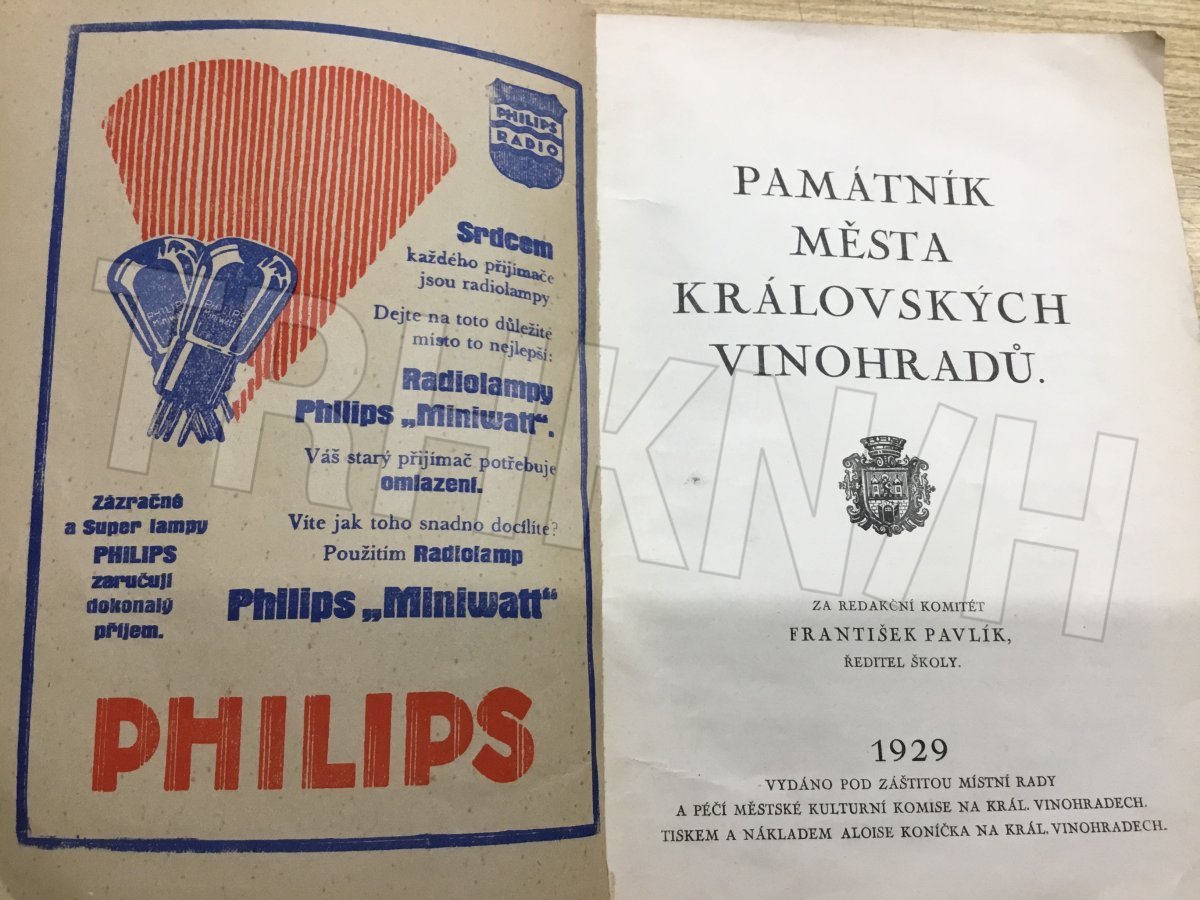 PHILIPS
RADIO
Srdcem
každého přijimače
jsou radiolampy.
Dejte na toto důležité
místo to nejlepší:
Radiolampy
Philips „Miniwatt“.
Váš starý přijimač potřebuje
omlazení.
Víte jak toho snadno docílíte?
Použitím Radiolamp
Philips „Miniwatt“
Zázračné
a Super lampy
PHILIPS
zaručují
dokonalý
příjem.
PHILIPS
PAMÁTNÍK
MĚSTA
KRÁLOVSKÝCH
VINOHRADŮ.
ZA REDAKČNÍ KOMITÉT
FRANTIŠEK PAVLÍK,
ŘEDITEL ŠKOLY.
1929
VYDÁNO POD ZÁŠTITOU MÍSTNÍ RADY
A PÉČÍ MĚSTSKÉ KULTURNÍ KOMISE NA KRÁL. VINOHRADECH.
TISKEM A NÁKLADEM ALOISE KONÍČKA NA KRÁL. VINOHRADECH.